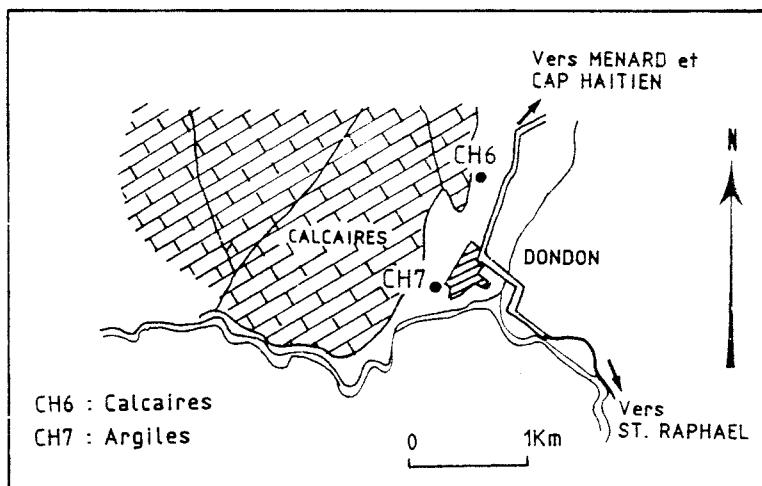 Vers MENARD et
CAP HAITIEN
N
CH6
CALCAIRES
DONDON
CH7
CH6 : Calcaires
CH7 : Argiles
0 1Km
Vers
ST. RAPHAEL